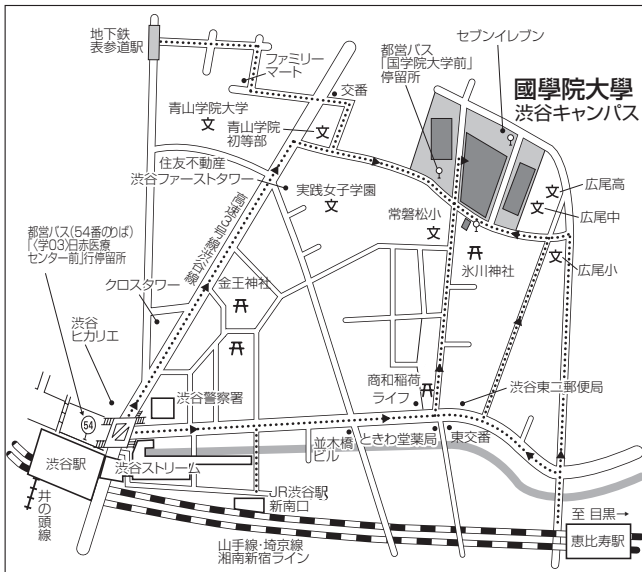 地下鉄
表参道駅
ファミリー
マート
交番
都営バス
「国学院大学前」
停留所
セブンイレブン
國學院大學
渋谷キャンパス
青山学院大学
文
青山学院
初等部
文
住友不動産
渋谷ファーストタワー
実践女子学園
文
高速3号線渋谷線
常磐松小
文
氷川神社
文
広尾高
文
広尾中
文
広尾小
都営バス(54番のりば)
「〈学03〉日赤医療
センター前」行停留所
クロスタワー
金王神社
渋谷
ヒカリエ
54
渋谷警察署
商和稲荷
ライフ
渋谷東二郵便局
渋谷駅
渋谷ストリーム
並木橋
ビル
ときわ堂薬局
東交番
井の頭線
JR渋谷駅
新南口
山手線・埼京線
湘南新宿ライン
至 目黒→
恵比寿駅